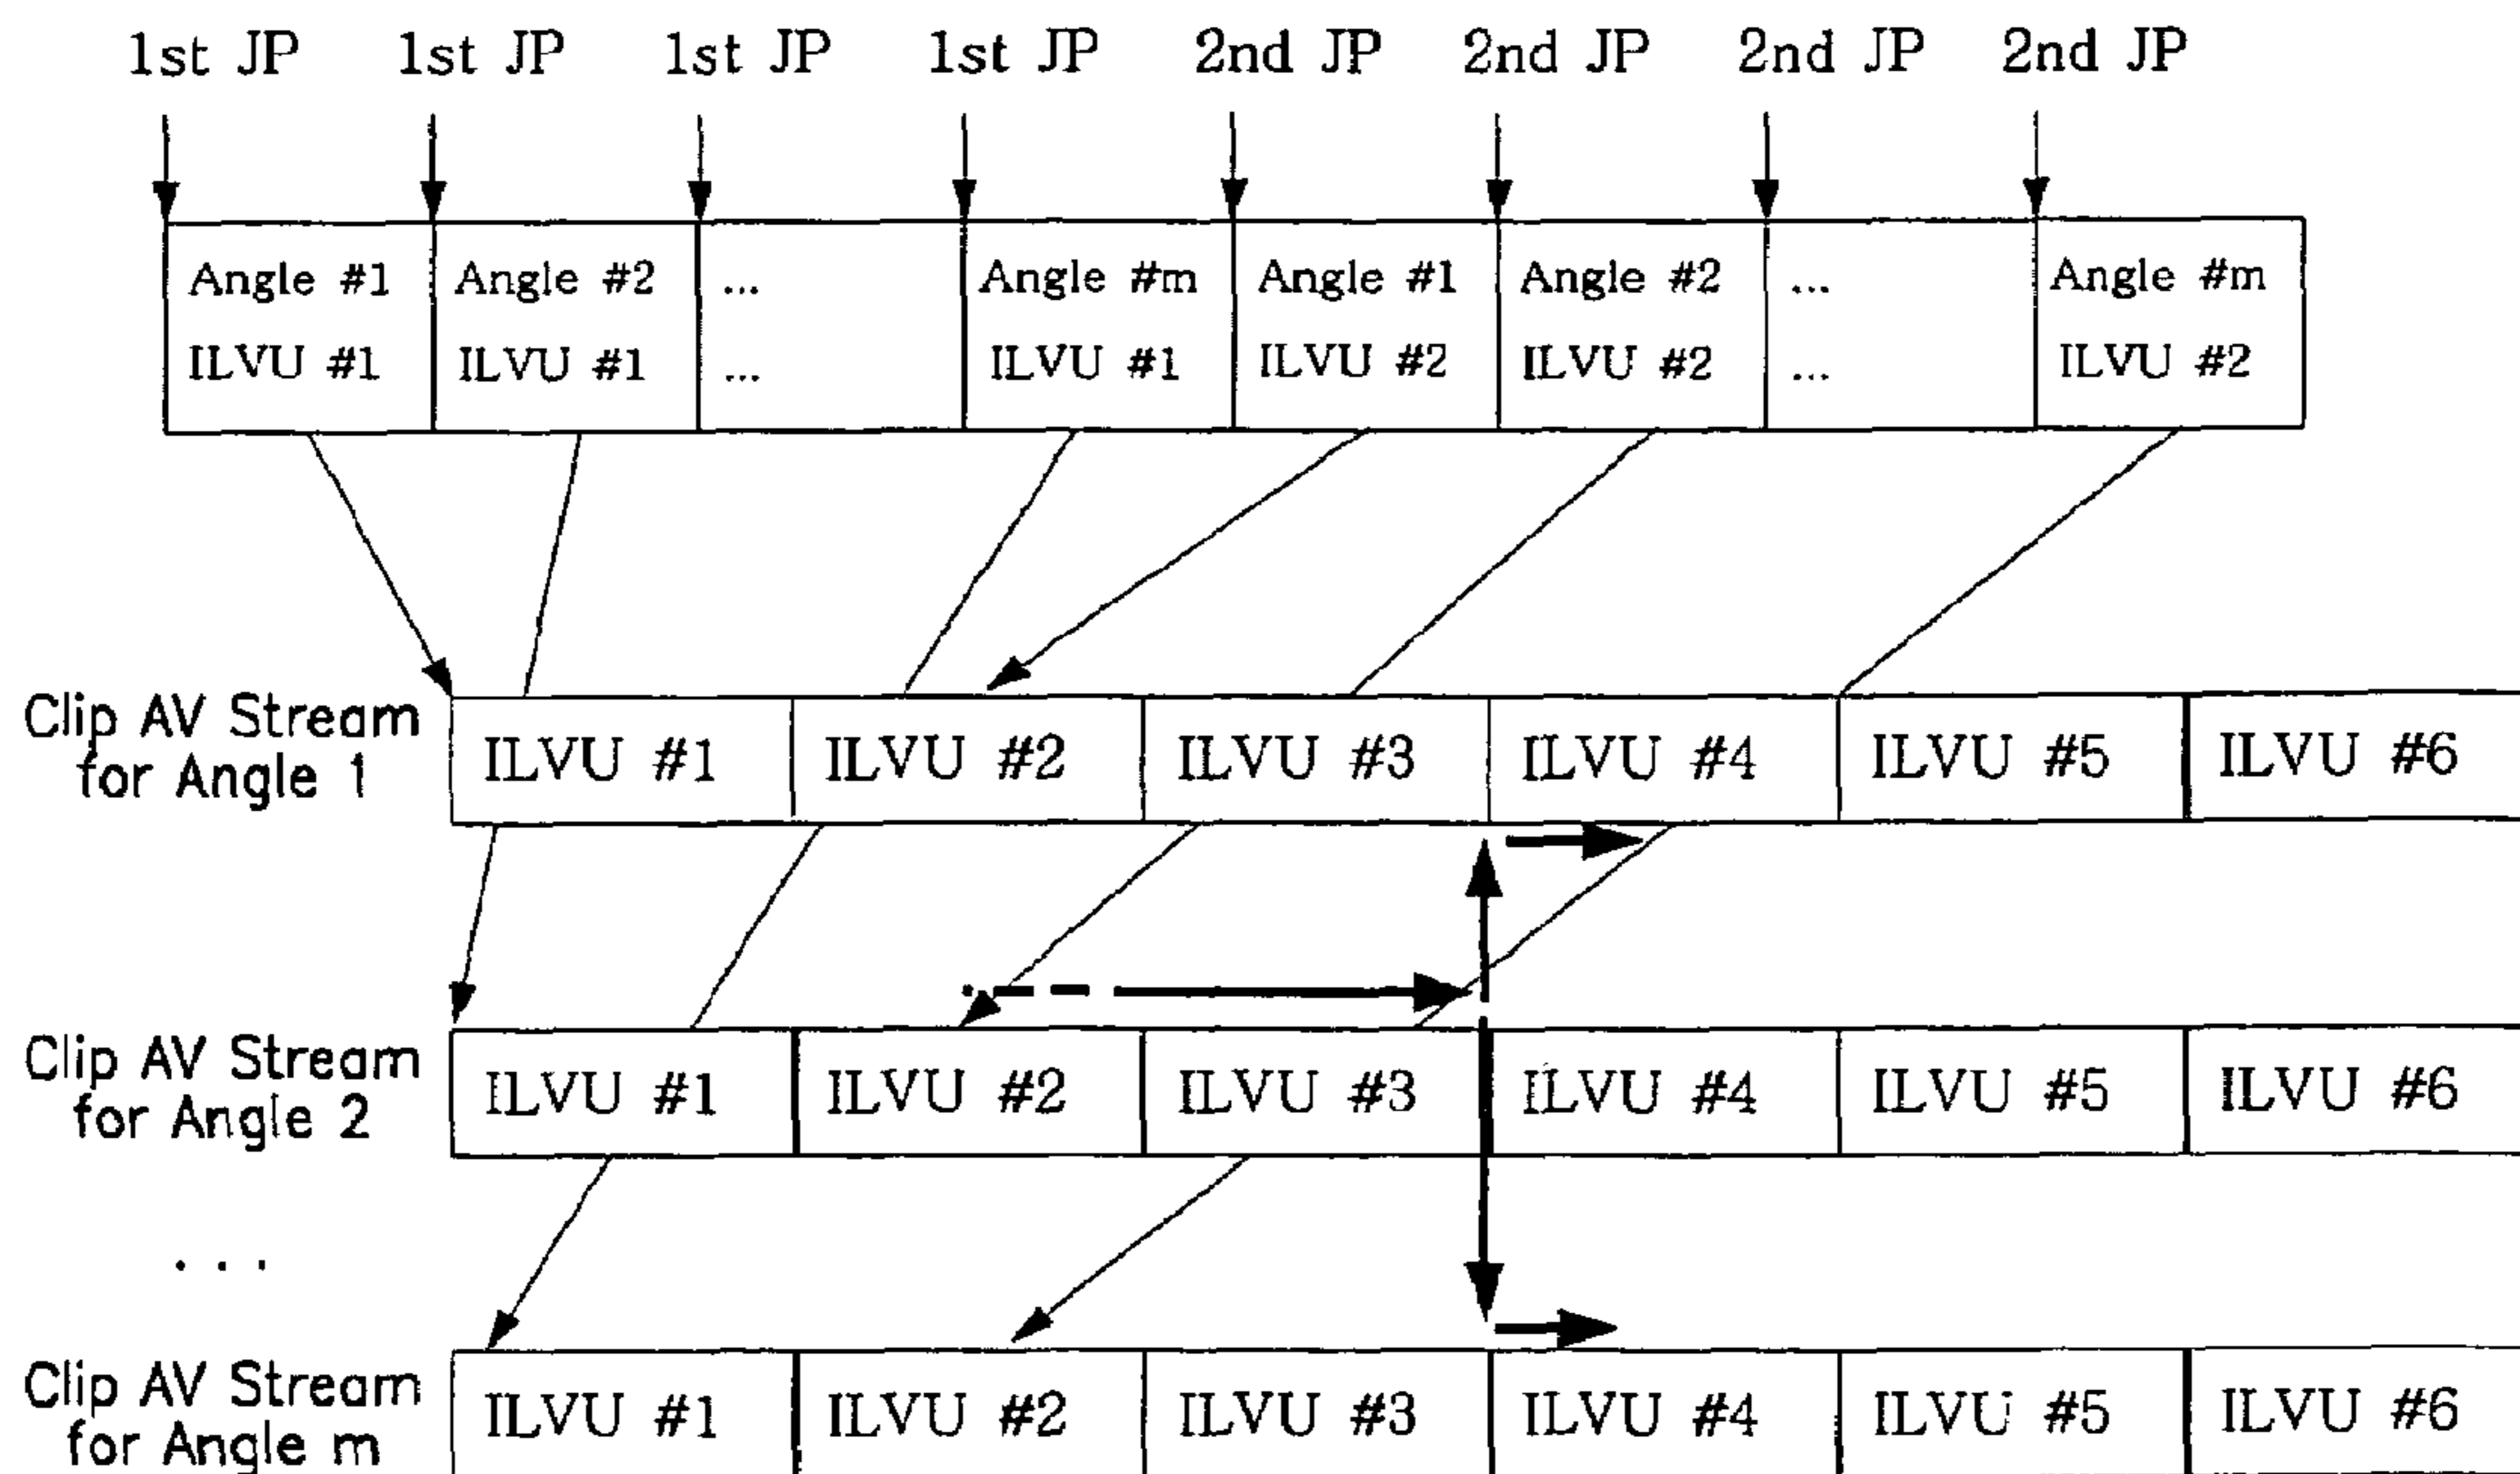 1st JP 1st JP 1st JP 1st JP 2nd JP 2nd JP 2nd JP 2nd JP
Angle #1 Angle #2 ... Angle #m Angle #1 Angle #2 ... Angle #m
ILVU #1 ILVU #1 ... ILVU #1 ILVU #2 ILVU #2 ... ILVU #2
Clip AV Stream
for Angle 1
ILVU #1 ILVU #2 ILVU #3 ILVU #4 ILVU #5 ILVU #6
Clip AV Stream
for Angle 2
ILVU #1 ILVU #2 ILVU #3 ILVU #4 ILVU #5 ILVU #6
...
Clip AV Stream
for Angle m
ILVU #1 ILVU #2 ILVU #3 ILVU #4 ILVU #5 ILVU #6